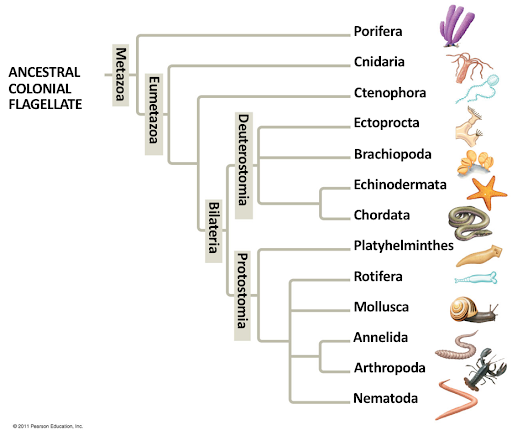 ANCESTRAL
COLONIAL
FLAGELLATE
Metazoa
Eumetazoa
Bilateria
Deuterostomia
Protostomia
Porifera
Cnidaria
Ctenophora
Ectoprocta
Brachiopoda
Echinodermata
Chordata
Platyhelminthes
Rotifera
Mollusca
Annelida
Arthropoda
Nematoda
© 2011 Pearson Education, Inc.